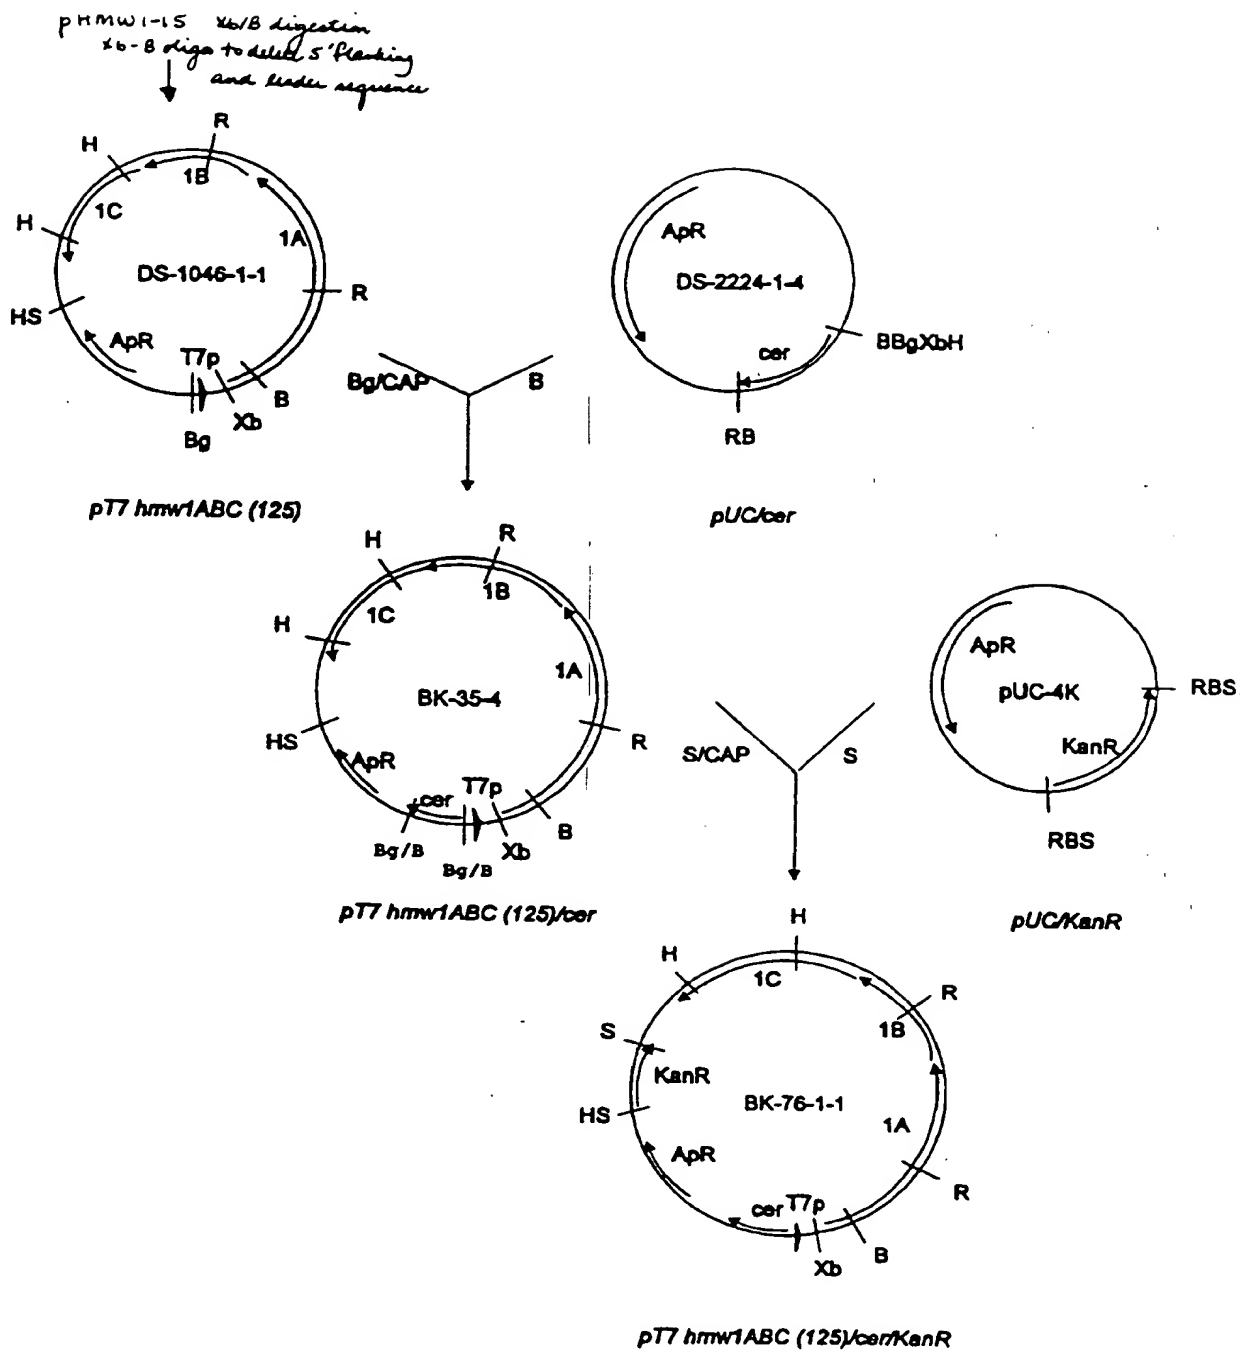 pHMW1-15 Xb/B digestion
Xb-B oligo to delete 5' flanking
and leader sequence
R
H
1B
1C
H
1A
DS-1046-1-1
R
HS
ApR
T7p
B
Xb
Bg
pT7 hmw1ABC (125)
ApR
DS-2224-1-4
BBgXbH
cer
RB
pUC/cer
Bg/CAP
B
R
H
1B
1C
H
1A
BK-35-4
R
HS
ApR
cer
T7p
B
Xb
Bg/B
Bg/B
pT7 hmw1ABC (125)/cer
ApR
pUC-4K
RBS
KanR
RBS
pUC/KanR
S/CAP
S
H
H
1C
R
1B
S
KanR
BK-76-1-1
HS
1A
ApR
R
cer
T7p
B
Xb
pT7 hmw1ABC (125)/cer/KanR